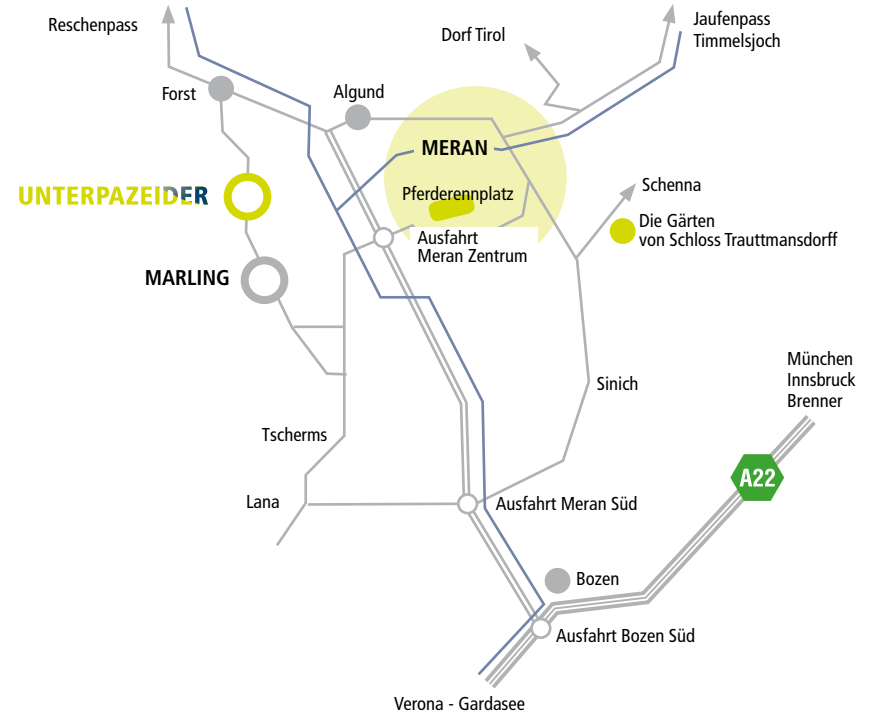 Reschenpass
Jaufenpass
Timmelsjoch
Dorf Tirol
Forst
Algund
MERAN
UNTERPAZEIDER
Pferderennplatz
Schenna
Die Gärten
von Schloss Trauttmansdorff
Ausfahrt
Meran Zentrum
MARLING
München
Innsbruck
Brenner
Sinich
Tscherms
A22
Lana
Ausfahrt Meran Süd
Bozen
Ausfahrt Bozen Süd
Verona - Gardasee